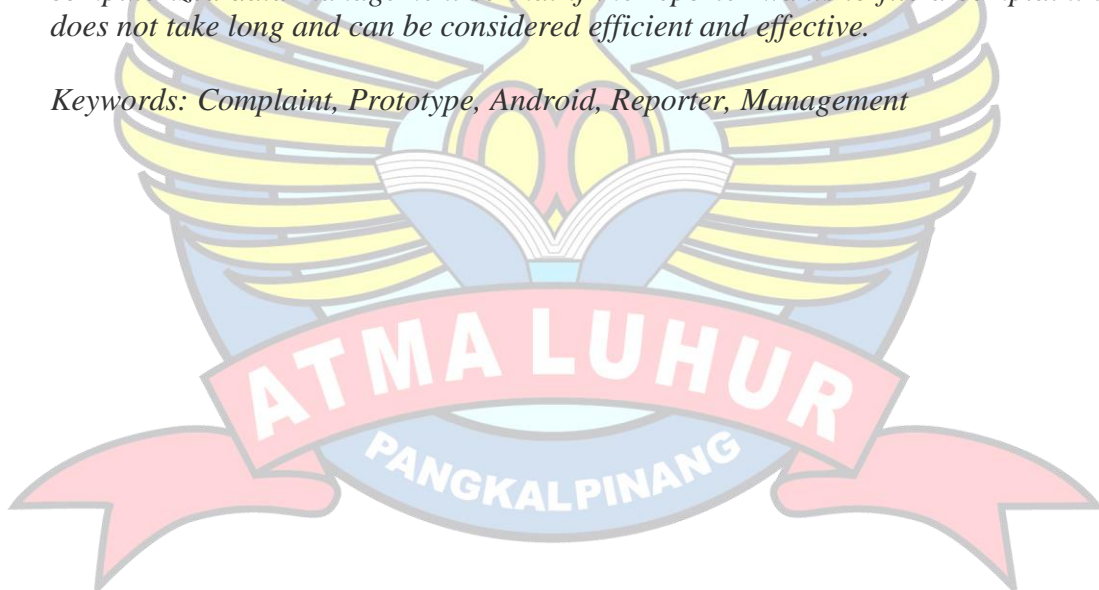 does not take long and can be considered efficient and effective.
Keywords: Complaint, Prototype, Android, Reporter, Management
ATMA LUHUR
PANGKALPINANG